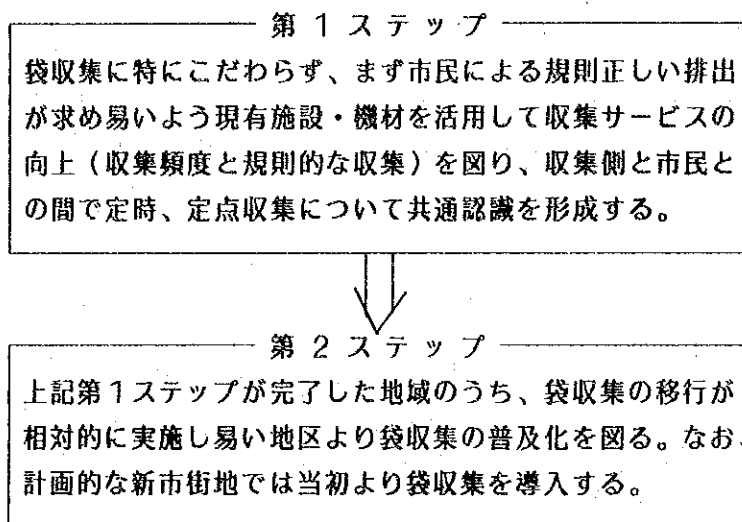 第1ステップ
袋収集に特にこだわらず、まず市民による規則正しい排出
が求め易いよう現有施設・機材を活用して収集サービスの
向上（収集頻度と規則的な収集）を図り、収集側と市民と
の間で定時、定点収集について共通認識を形成する。
第2ステップ
上記第1ステップが完了した地域のうち、袋収集の移行が
相対的に実施し易い地区より袋収集の普及化を図る。なお、
計画的な新市街地では当初より袋収集を導入する。